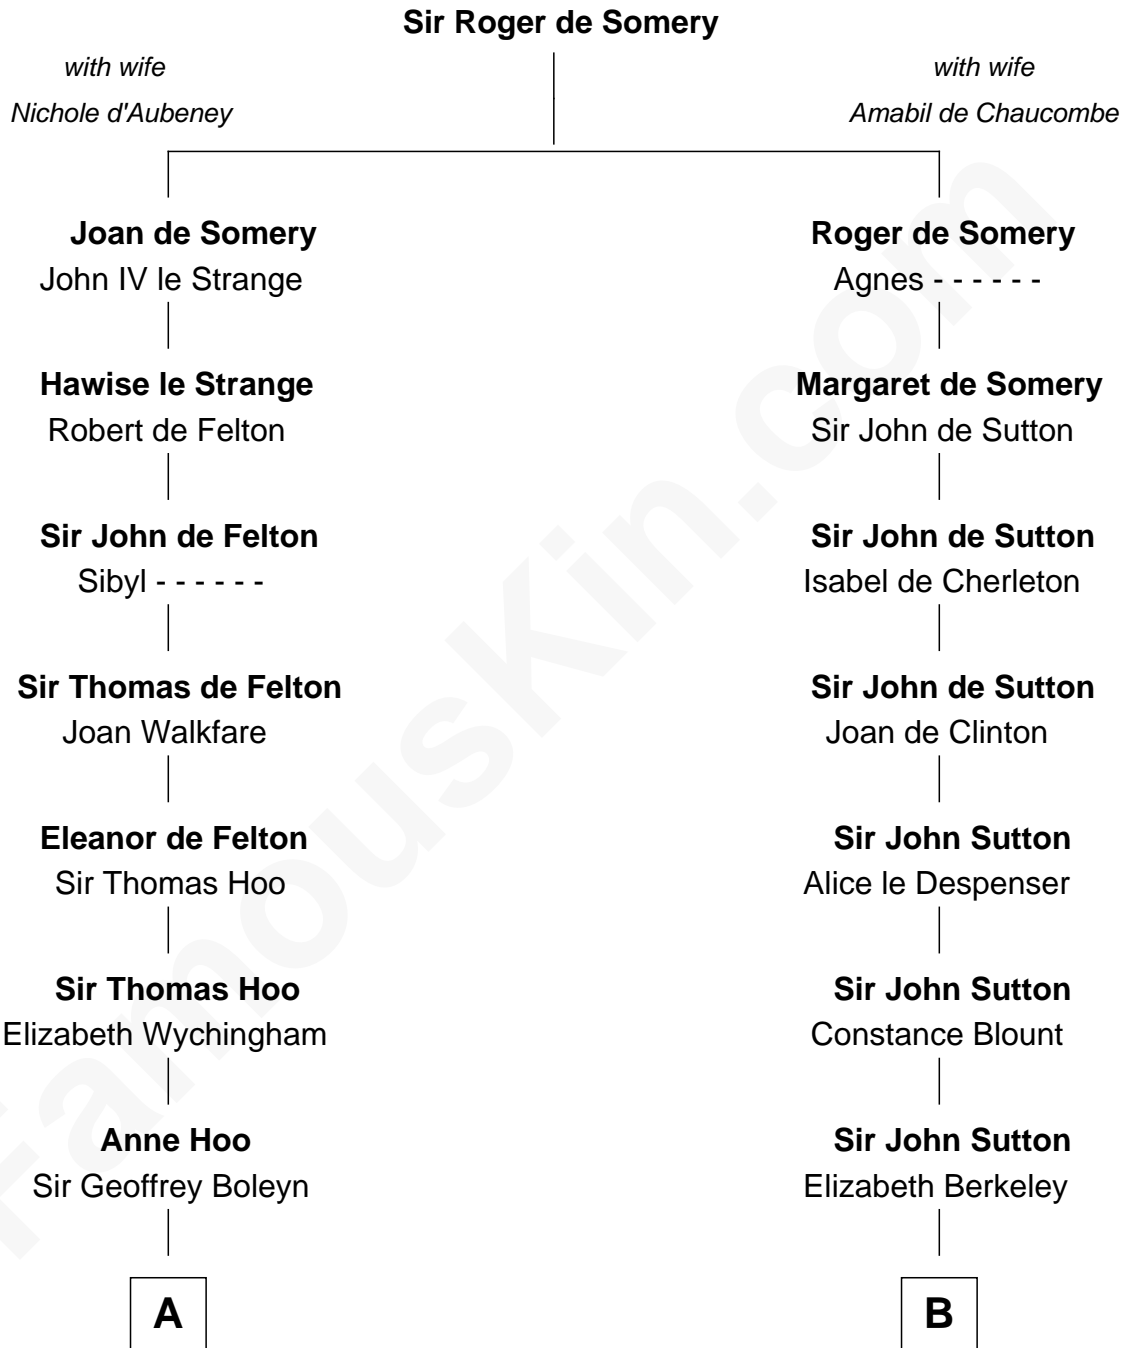 Sir Roger de Somery
with wife
Nichole d'Aubeney
with wife
Amabil de Chaucombe
Joan de Somery
John IV le Strange
Hawise le Strange
Robert de Felton
Sir John de Felton
Sibyl - - - - - -
Sir Thomas de Felton
Joan Walkfare
Eleanor de Felton
Sir Thomas Hoo
Sir Thomas Hoo
Elizabeth Wychingham
Anne Hoo
Sir Geoffrey Boleyn
A
Roger de Somery
Agnes - - - - - -
Margaret de Somery
Sir John de Sutton
Sir John de Sutton
Isabel de Cherleton
Sir John de Sutton
Joan de Clinton
Sir John Sutton
Alice le Despenser
Sir John Sutton
Constance Blount
Sir John Sutton
Elizabeth Berkeley
B
FamousKin.com